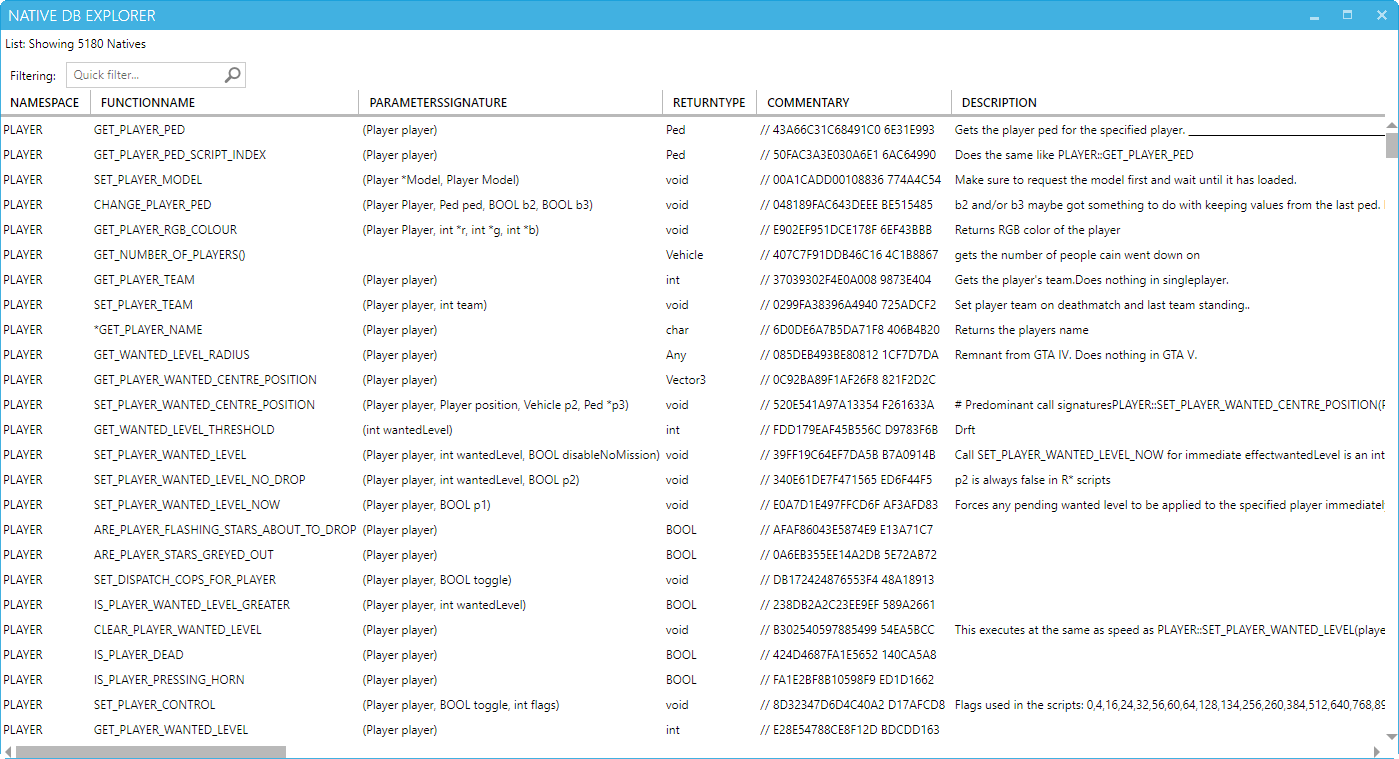 NATIVE DB EXPLORER
List: Showing 5180 Natives
Filtering: Quick filter...
NAMESPACE FUNCTIONNAME PARAMETERSSIGNATURE RETURNTYPE COMMENTARY DESCRIPTION
PLAYER GET_PLAYER_PED (Player player) Ped // 43A66C31C68491C0 6E31E993 Gets the player ped for the specified player. ______________________________
PLAYER GET_PLAYER_PED_SCRIPT_INDEX (Player player) Ped // 50FAC3A3E030A6E1 6AC64990 Does the same like PLAYER::GET_PLAYER_PED
PLAYER SET_PLAYER_MODEL (Player *Model, Player Model) void // 00A1CADD00108836 774A4C54 Make sure to request the model first and wait until it has loaded.
PLAYER CHANGE_PLAYER_PED (Player Player, Ped ped, BOOL b2, BOOL b3) void // 048189FAC643DEEE BE515485 b2 and/or b3 maybe got something to do with keeping values from the last ped.
PLAYER GET_PLAYER_RGB_COLOUR (Player Player, int *r, int *g, int *b) void // E902EF951DCE178F 6EF43BBB Returns RGB color of the player
PLAYER GET_NUMBER_OF_PLAYERS() Vehicle // 407C7F91DDB46C16 4C1B8867 gets the number of people cain went down on
PLAYER GET_PLAYER_TEAM (Player player) int // 37039302F4E0A008 9873E404 Gets the player's team.Does nothing in singleplayer.
PLAYER SET_PLAYER_TEAM (Player player, int team) void // 0299FA38396A4940 725ADCF2 Set player team on deathmatch and last team standing..
PLAYER *GET_PLAYER_NAME (Player player) char // 6D0DE6A7B5DA71F8 406B4B20 Returns the players name
PLAYER GET_WANTED_LEVEL_RADIUS (Player player) Any // 085DEB493BE80812 1CF7D7DA Remnant from GTA IV. Does nothing in GTA V.
PLAYER GET_PLAYER_WANTED_CENTRE_POSITION (Player player) Vector3 // 0C92BA89F1AF26F8 821F2D2C
PLAYER SET_PLAYER_WANTED_CENTRE_POSITION (Player player, Player position, Vehicle p2, Ped *p3) void // 520E541A97A13354 F261633A # Predominant call signaturesPLAYER::SET_PLAYER_WANTED_CENTRE_POSITION(P
PLAYER GET_WANTED_LEVEL_THRESHOLD (int wantedLevel) int // FDD179EAF45B556C D9783F6B Drft
PLAYER SET_PLAYER_WANTED_LEVEL (Player player, int wantedLevel, BOOL disableNoMission) void // 39FF19C64EF7DA5B B7A0914B Call SET_PLAYER_WANTED_LEVEL_NOW for immediate effectwantedLevel is an int
PLAYER SET_PLAYER_WANTED_LEVEL_NO_DROP (Player player, int wantedLevel, BOOL p2) void // 340E61DE7F471565 ED6F44F5 p2 is always false in R* scripts
PLAYER SET_PLAYER_WANTED_LEVEL_NOW (Player player, BOOL p1) void // E0A7D1E497FFCD6F AF3AFD83 Forces any pending wanted level to be applied to the specified player immediatel
PLAYER ARE_PLAYER_FLASHING_STARS_ABOUT_TO_DROP (Player player) BOOL // AFAF86043E5874E9 E13A71C7
PLAYER ARE_PLAYER_STARS_GREYED_OUT (Player player) BOOL // 0A6EB355EE14A2DB 5E72AB72
PLAYER SET_DISPATCH_COPS_FOR_PLAYER (Player player, BOOL toggle) void // DB172424876553F4 48A18913
PLAYER IS_PLAYER_WANTED_LEVEL_GREATER (Player player, int wantedLevel) BOOL // 238DB2A2C23EE9EF 589A2661
PLAYER CLEAR_PLAYER_WANTED_LEVEL (Player player) void // B302540597885499 54EA5BCC This executes at the same as speed as PLAYER::SET_PLAYER_WANTED_LEVEL(playe
PLAYER IS_PLAYER_DEAD (Player player) BOOL // 424D4687FA1E5652 140CA5A8
PLAYER IS_PLAYER_PRESSING_HORN (Player player) BOOL // FA1E2BF8B10598F9 ED1D1662
PLAYER SET_PLAYER_CONTROL (Player player, BOOL toggle, int flags) void // 8D32347D6D4C40A2 D17AFCD8 Flags used in the scripts: 0,4,16,24,32,56,60,64,128,134,256,260,384,512,640,768,89
PLAYER GET_PLAYER_WANTED_LEVEL (Player player) int // E28E54788CE8F12D BDCDD163